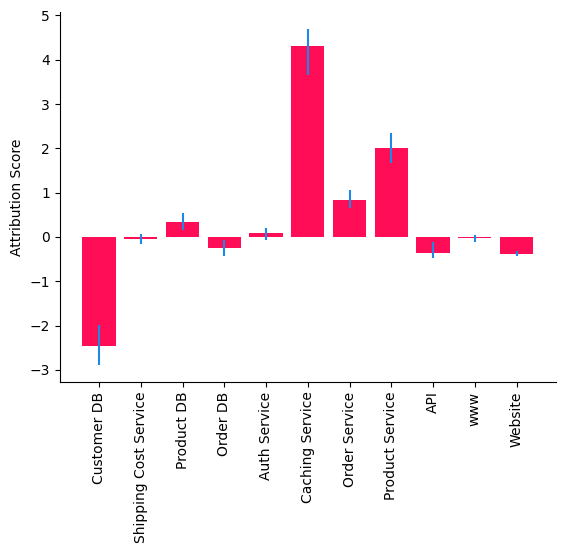 5
4
3
2
1
0
−1
−2
−3
Attribution Score
Customer DB
Shipping Cost Service
Product DB
Order DB
Auth Service
Caching Service
Order Service
Product Service
API
www
Website